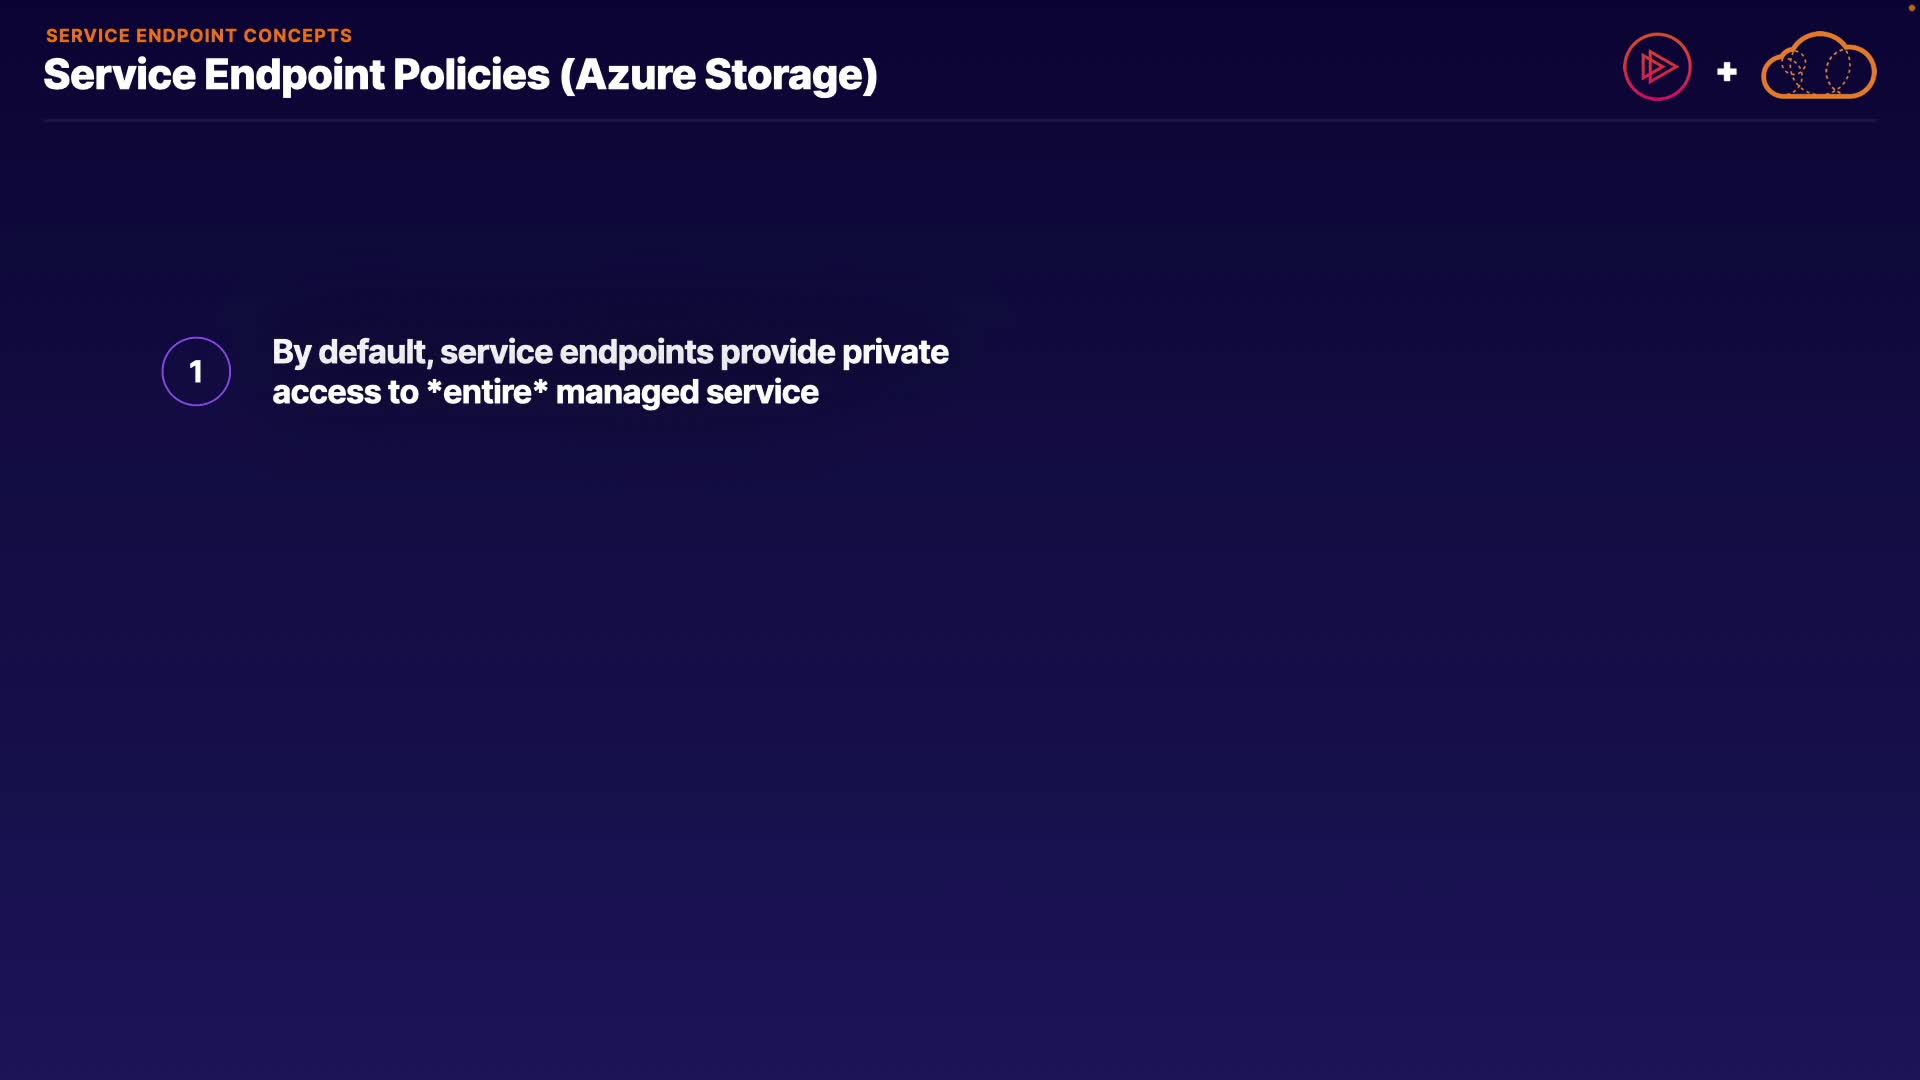 SERVICE ENDPOINT CONCEPTS
Service Endpoint Policies (Azure Storage)
+
1
By default, service endpoints provide private
access to *entire* managed service